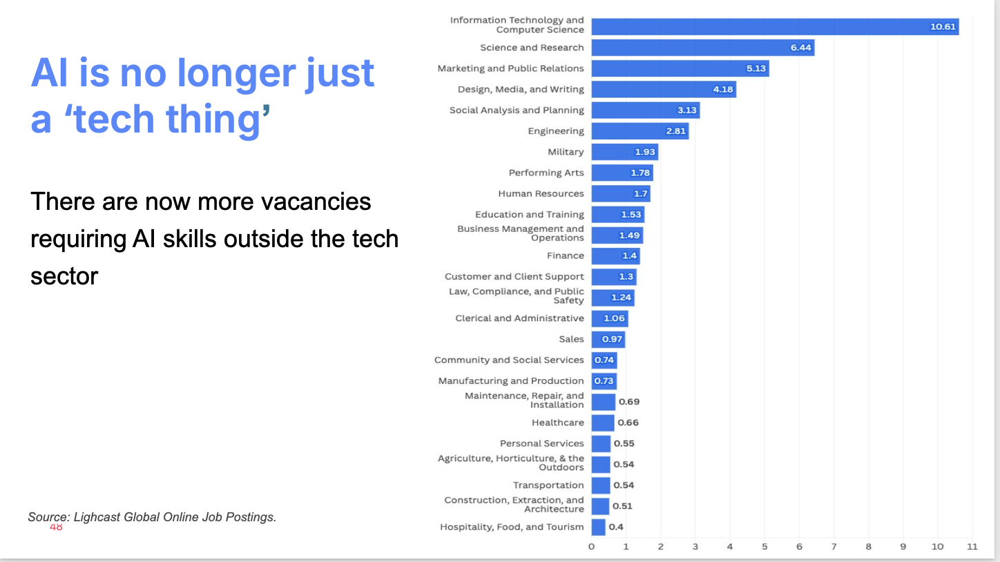 AI is no longer just
a ‘tech thing’
There are now more vacancies
requiring AI skills outside the tech
sector
Source: Lighcast Global Online Job Postings.
48
Information Technology and
Computer Science
10.61
Science and Research
6.44
Marketing and Public Relations
5.13
Design, Media, and Writing
4.18
Social Analysis and Planning
3.13
Engineering
2.81
Military
1.93
Performing Arts
1.78
Human Resources
1.7
Education and Training
1.53
Business Management and
Operations
1.49
Finance
1.4
Customer and Client Support
1.3
Law, Compliance, and Public
Safety
1.24
Clerical and Administrative
1.06
Sales
0.97
Community and Social Services
0.74
Manufacturing and Production
0.73
Maintenance, Repair, and
Installation
0.69
Healthcare
0.66
Personal Services
0.55
Agriculture, Horticulture, & the
Outdoors
0.54
Transportation
0.54
Construction, Extraction, and
Architecture
0.51
Hospitality, Food, and Tourism
0.4
0 1 2 3 4 5 6 7 8 9 10 11